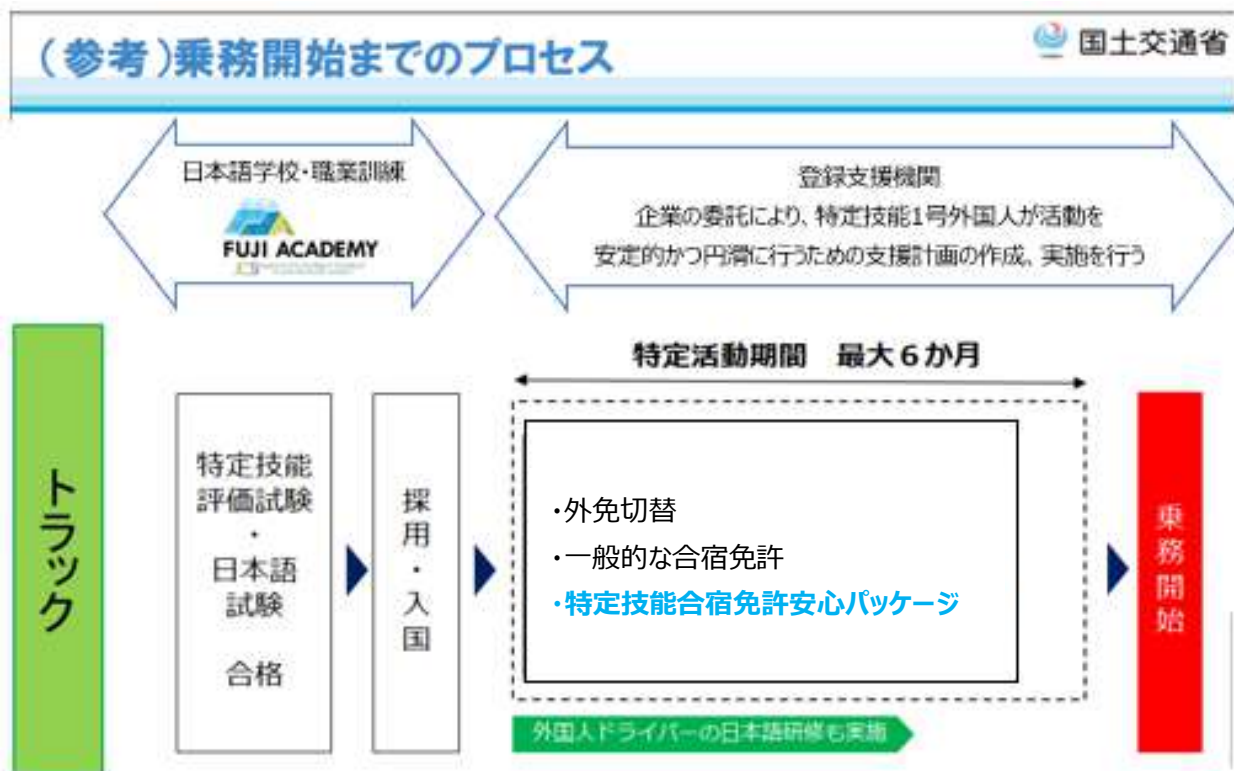 (参考)乗務開始までのプロセス
国土交通省
日本語学校・職業訓練
FUJI ACADEMY
登録支援機関
企業の委託により、特定技能1号外国人が活動を
安定的かつ円滑に行うための支援計画の作成、実施を行う
特定活動期間　最大6か月
トラック
特定技能
評価試験
・
日本語
試験
合格
採用・入国
・外免切替
・一般的な合宿免許
・特定技能合宿免許安心パッケージ
乗務開始
外国人ドライバーの日本語研修も実施